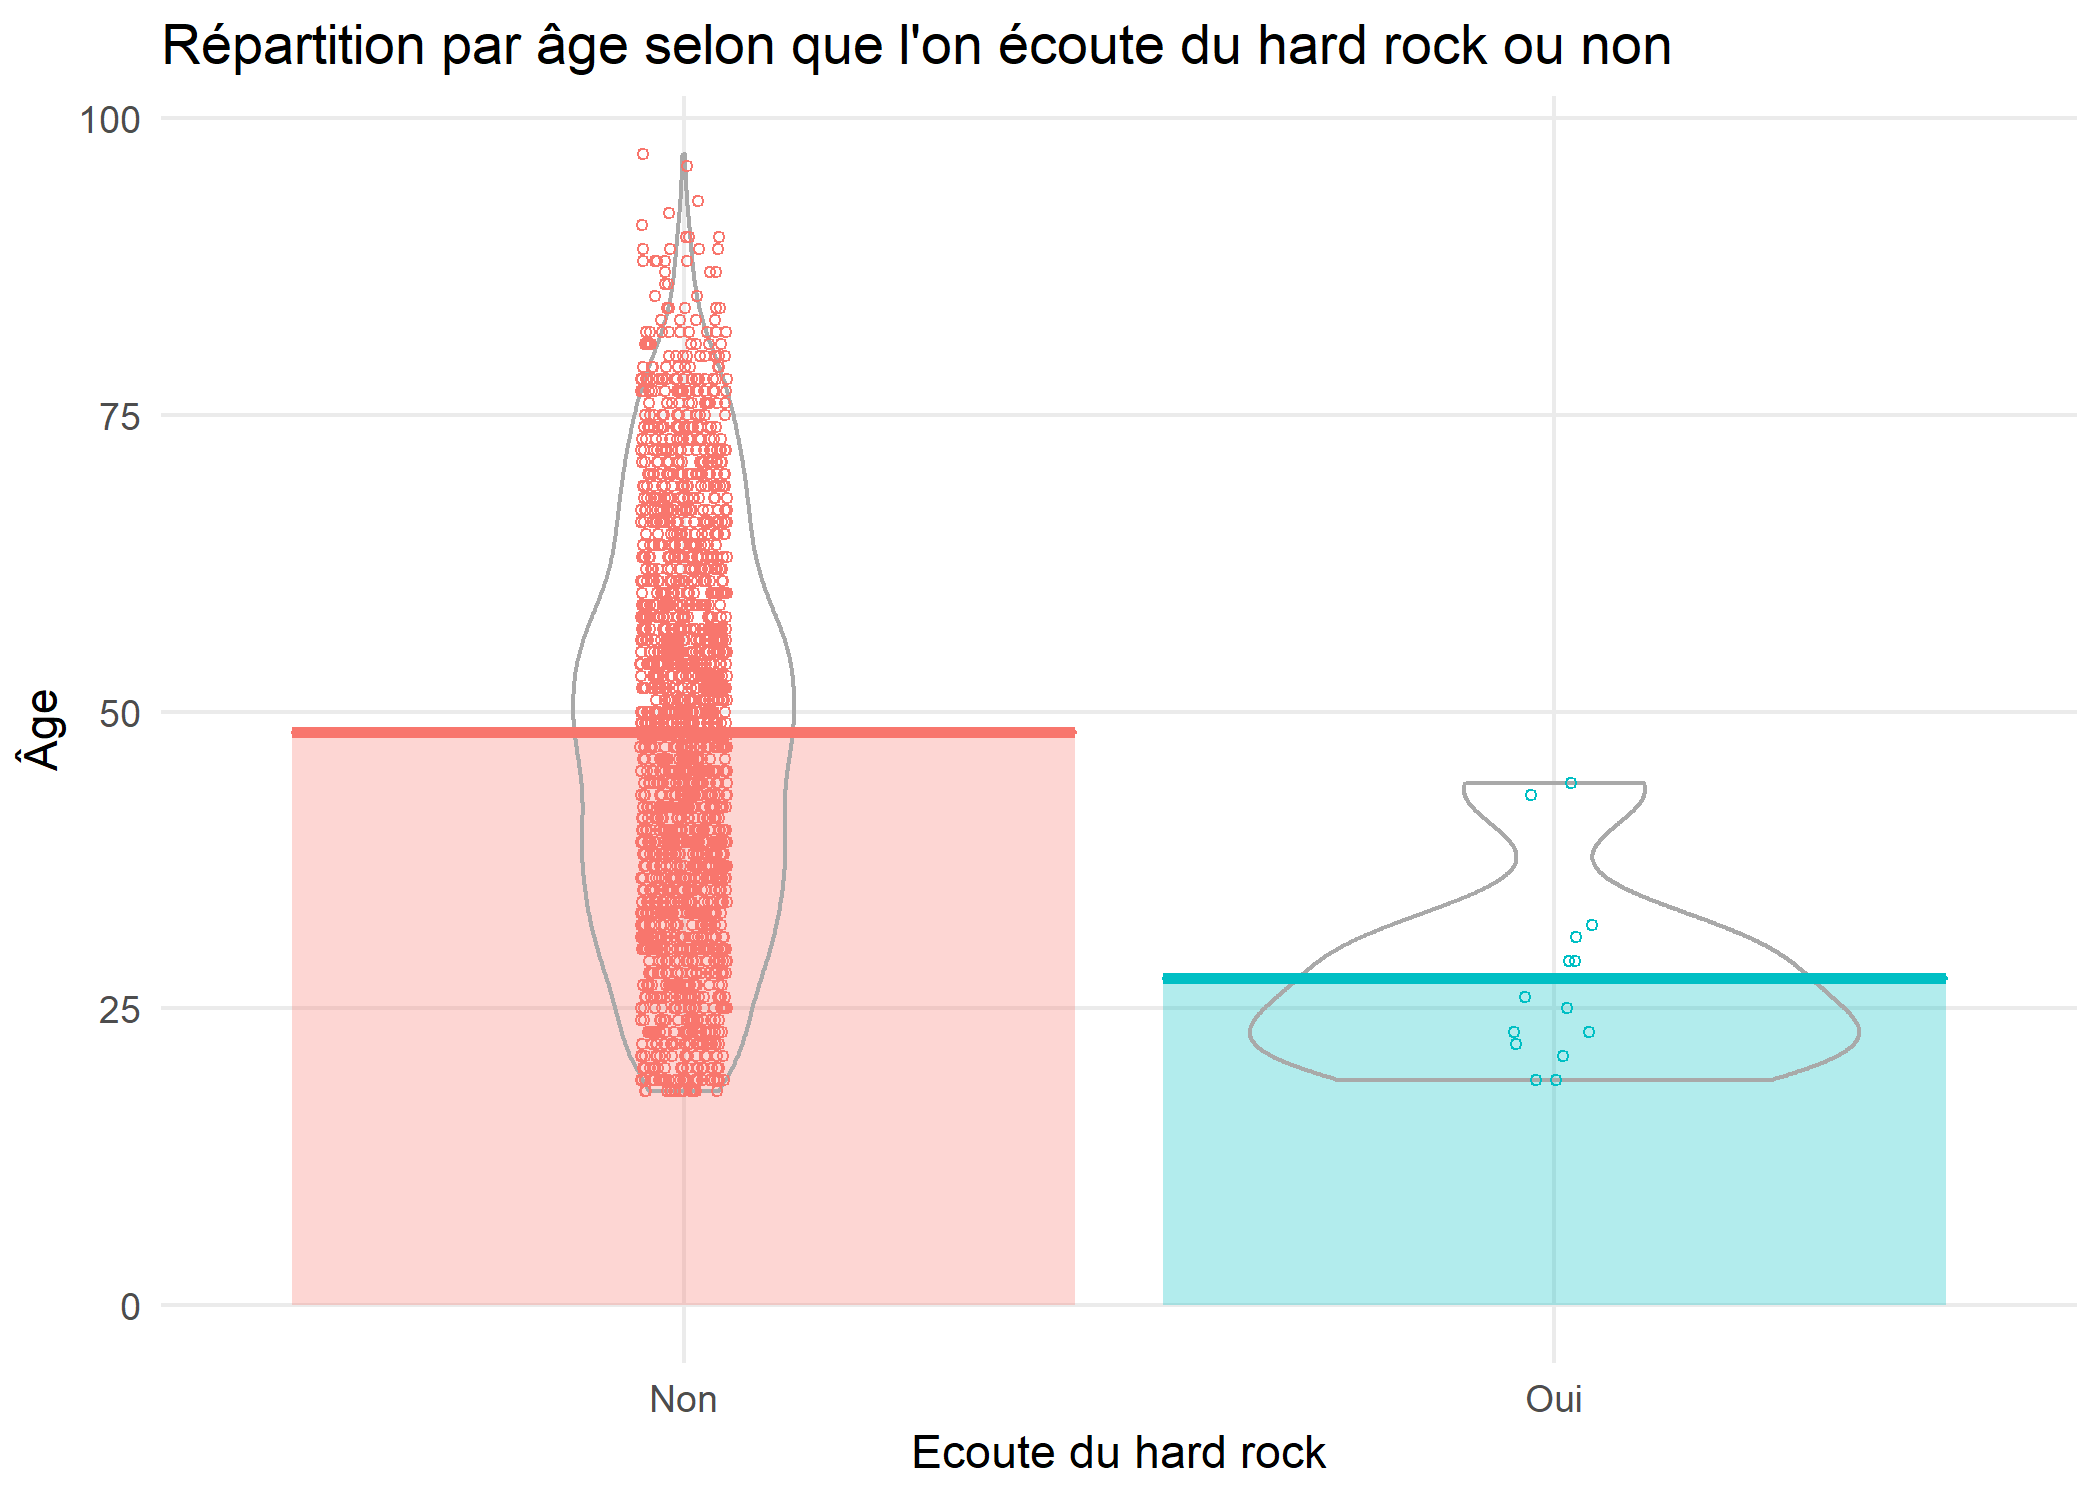 Répartition par âge selon que l'on écoute du hard rock ou non
100
75
50
25
0
Âge
Non
Oui
Ecoute du hard rock